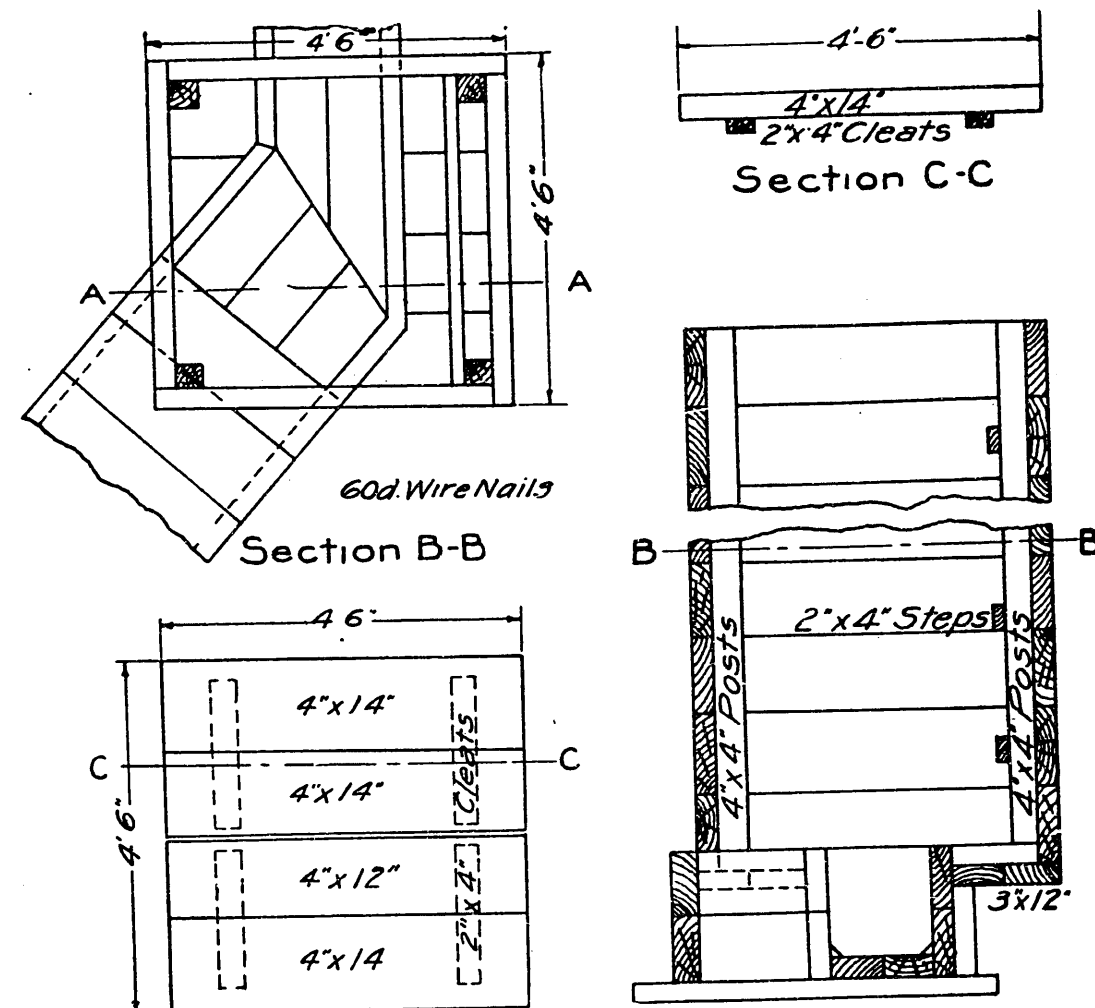 4'6"
4'6"
A
A
60d. Wire Nails
Section B-B
4'-6"
4"x14"
2"x4" Cleats
Section C-C
4'6"
4'6"
4"x14"
C
C
4"x14"
Cleats
4"x12"
2"x4"
4"x14
B
B
2"x4" Steps
4"x4" Posts
4"x4" Posts
3"x12"